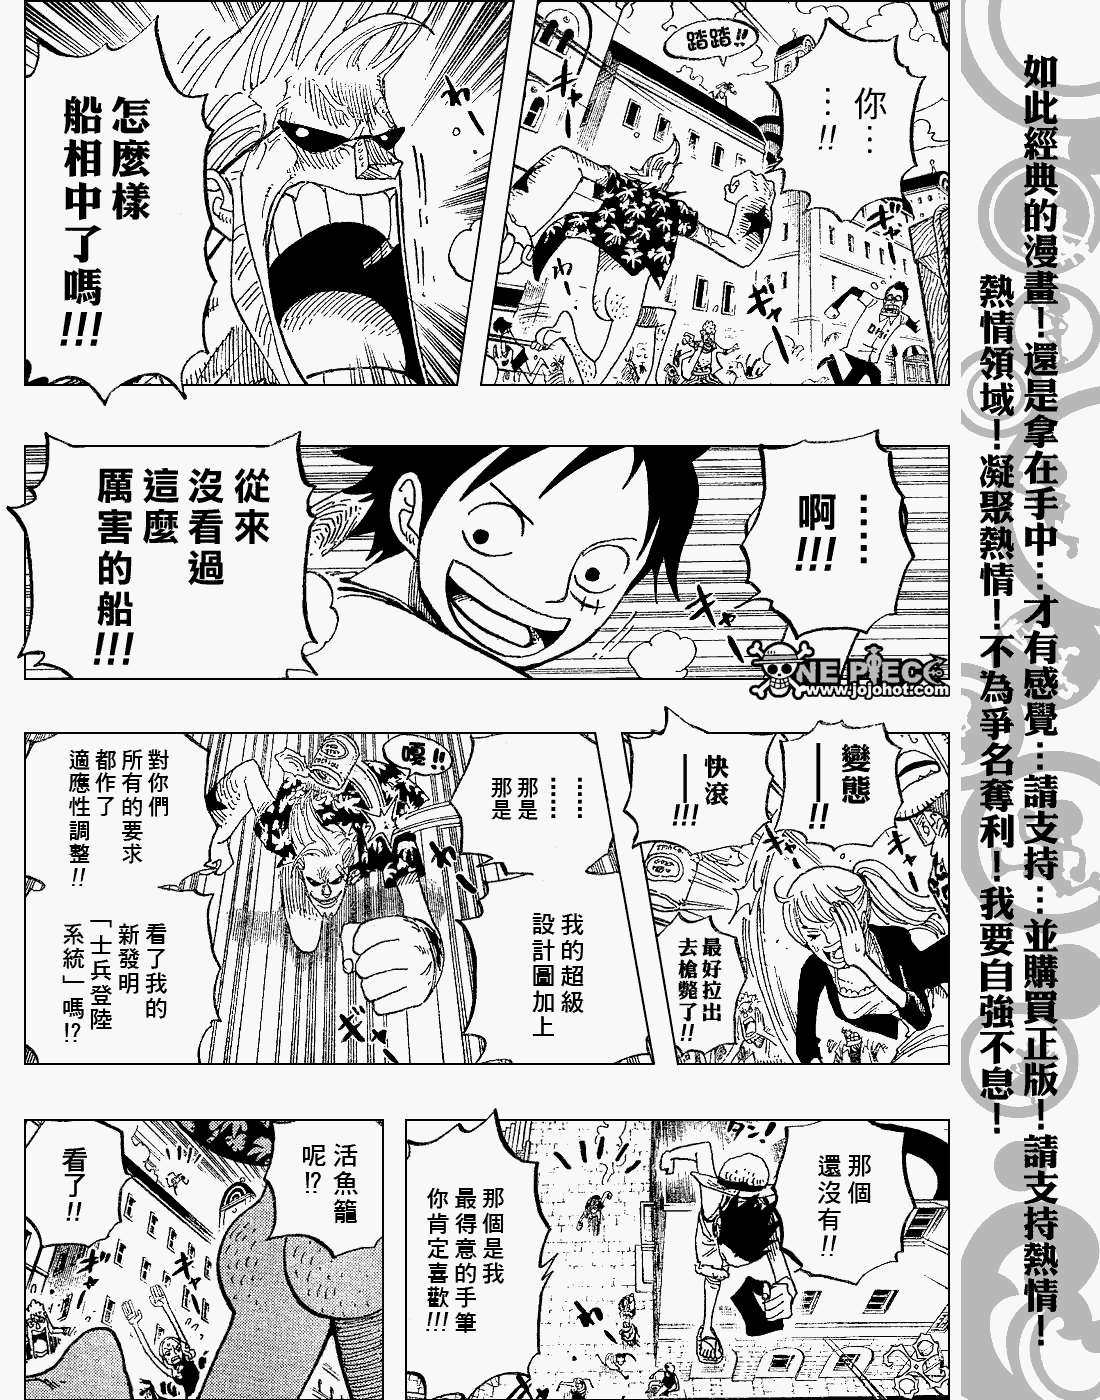 你…
…!!
踏踏!!
怎麼樣
船相中了嗎!!!
……
啊!!!
從來
沒看過
這麼
厲害的船!!!
ONE PIECE
www.jojohot.com
變態
——!!
快滾
——!!!
最好拉出
去槍斃了!!
……
……
那是
那是
我的超級
設計圖加上
嘎!!
對你們
所有的要求
都作了
適應性調整!!
看了我的
新發明
「士兵登陸
系統」嗎!?
那個
還沒有!!
那個是我
最得意的手筆
你肯定喜歡!!!
タン!
活魚籠
呢!?
看了!!
如此經典的漫畫!還是拿在手中…才有感覺…請支持…並購買正版!請支持熱情!
熱情領域!凝聚熱情!不為爭名奪利!我要自強不息!